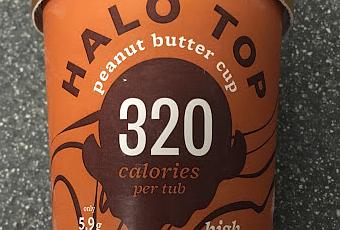 HALO TOP
peanut butter cup
320
calories
per tub
only
5.9g
high